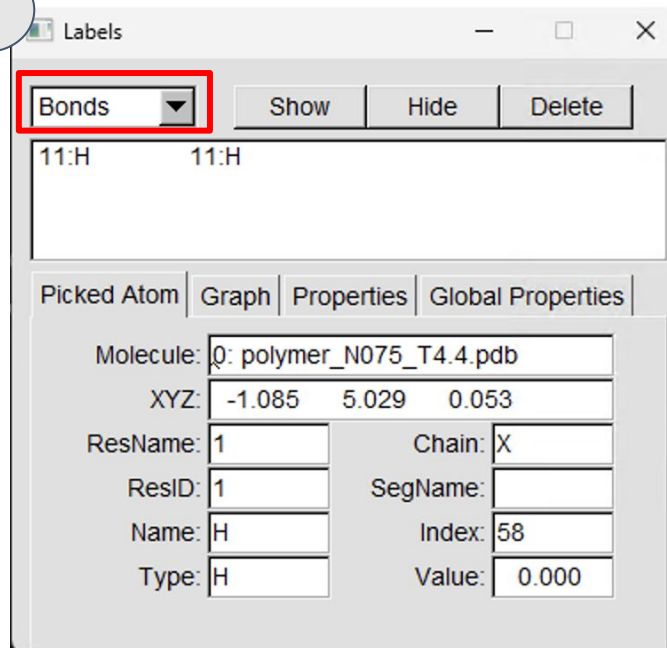 Labels
Bonds Show Hide Delete
11:H 11:H
Picked Atom Graph Properties Global Properties
Molecule: 0: polymer_N075_T4.4.pdb
XYZ: -1.085 5.029 0.053
ResName: 1 Chain: X
ResID: 1 SegName:
Name: H Index: 58
Type: H Value: 0.000